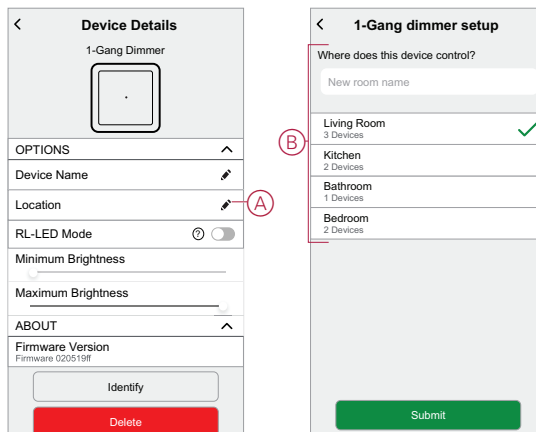 Device Details
1-Gang Dimmer
OPTIONS
Device Name
Location
A
RL-LED Mode
?
Minimum Brightness
Maximum Brightness
ABOUT
Firmware Version
Firmware 020519ff
Identify
Delete
1-Gang dimmer setup
Where does this device control?
New room name
B
Living Room
3 Devices
Kitchen
2 Devices
Bathroom
1 Devices
Bedroom
2 Devices
Submit